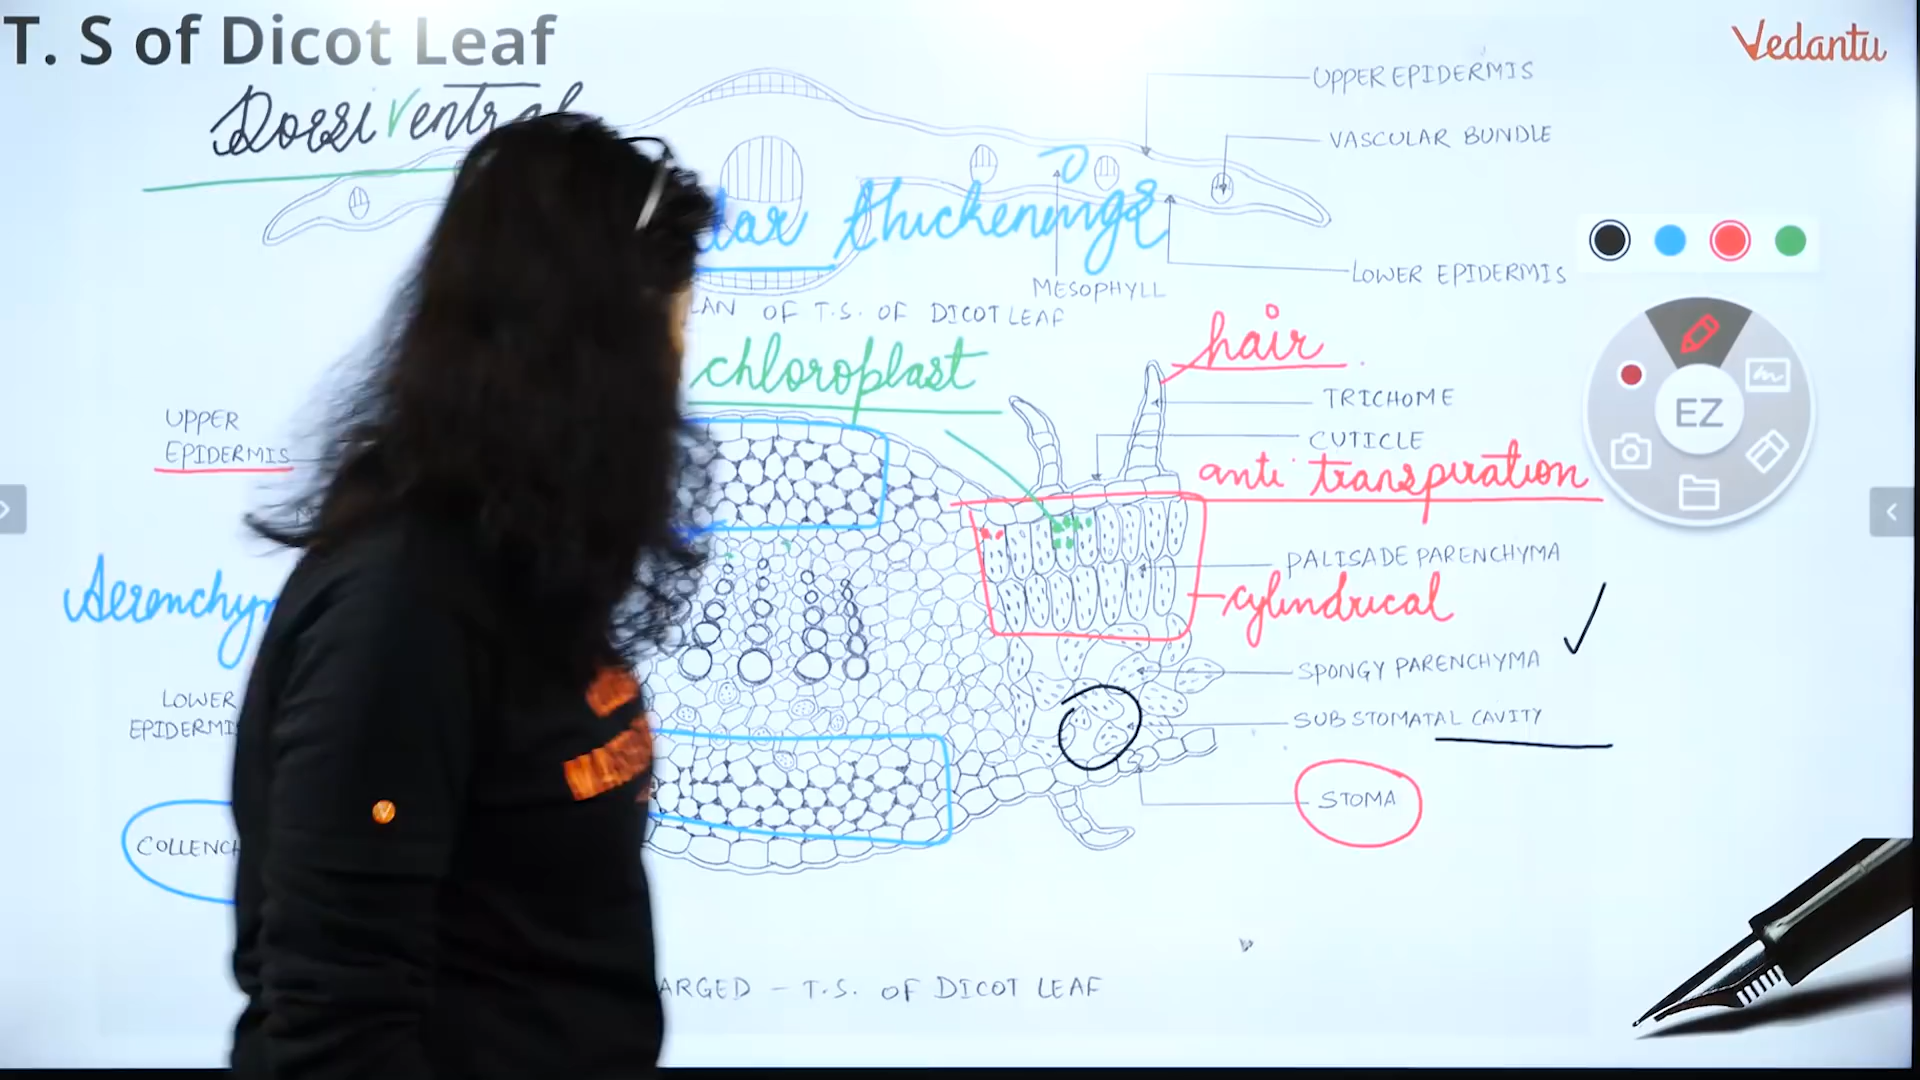 T. S of Dicot Leaf
Vedantu
Dorsiventral
UPPER EPIDERMIS
VASCULAR BUNDLE
thickenings
LOWER EPIDERMIS
MESOPHYLL
OF T.S. OF DICOT LEAF
hair
chloroplast
TRICHOME
UPPER
EPIDERMIS
CUTICLE
EZ
anti transpiration
PALISADE PARENCHYMA
cylindrical
SPONGY PARENCHYMA
LOWER
SUB STOMATAL CAVITY
STOMA
T.S. OF DICOT LEAF